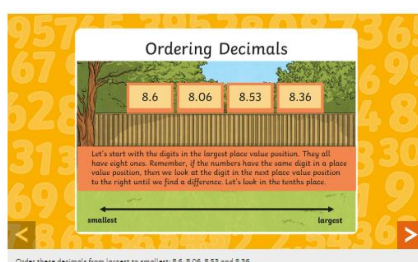 Ordering Decimals
8.6 8.06 8.53 8.36
Let's start with the digits in the largest place value position. They all
have eight ones. Remember, if the numbers have the same digit in a place
value position, then we look at the digit in the next place value position
to the right until we find a difference. Let's look in the tenths place.
smallest largest
Order these decimals from largest to smallest: 8.6, 8.06, 8.53 and 8.36